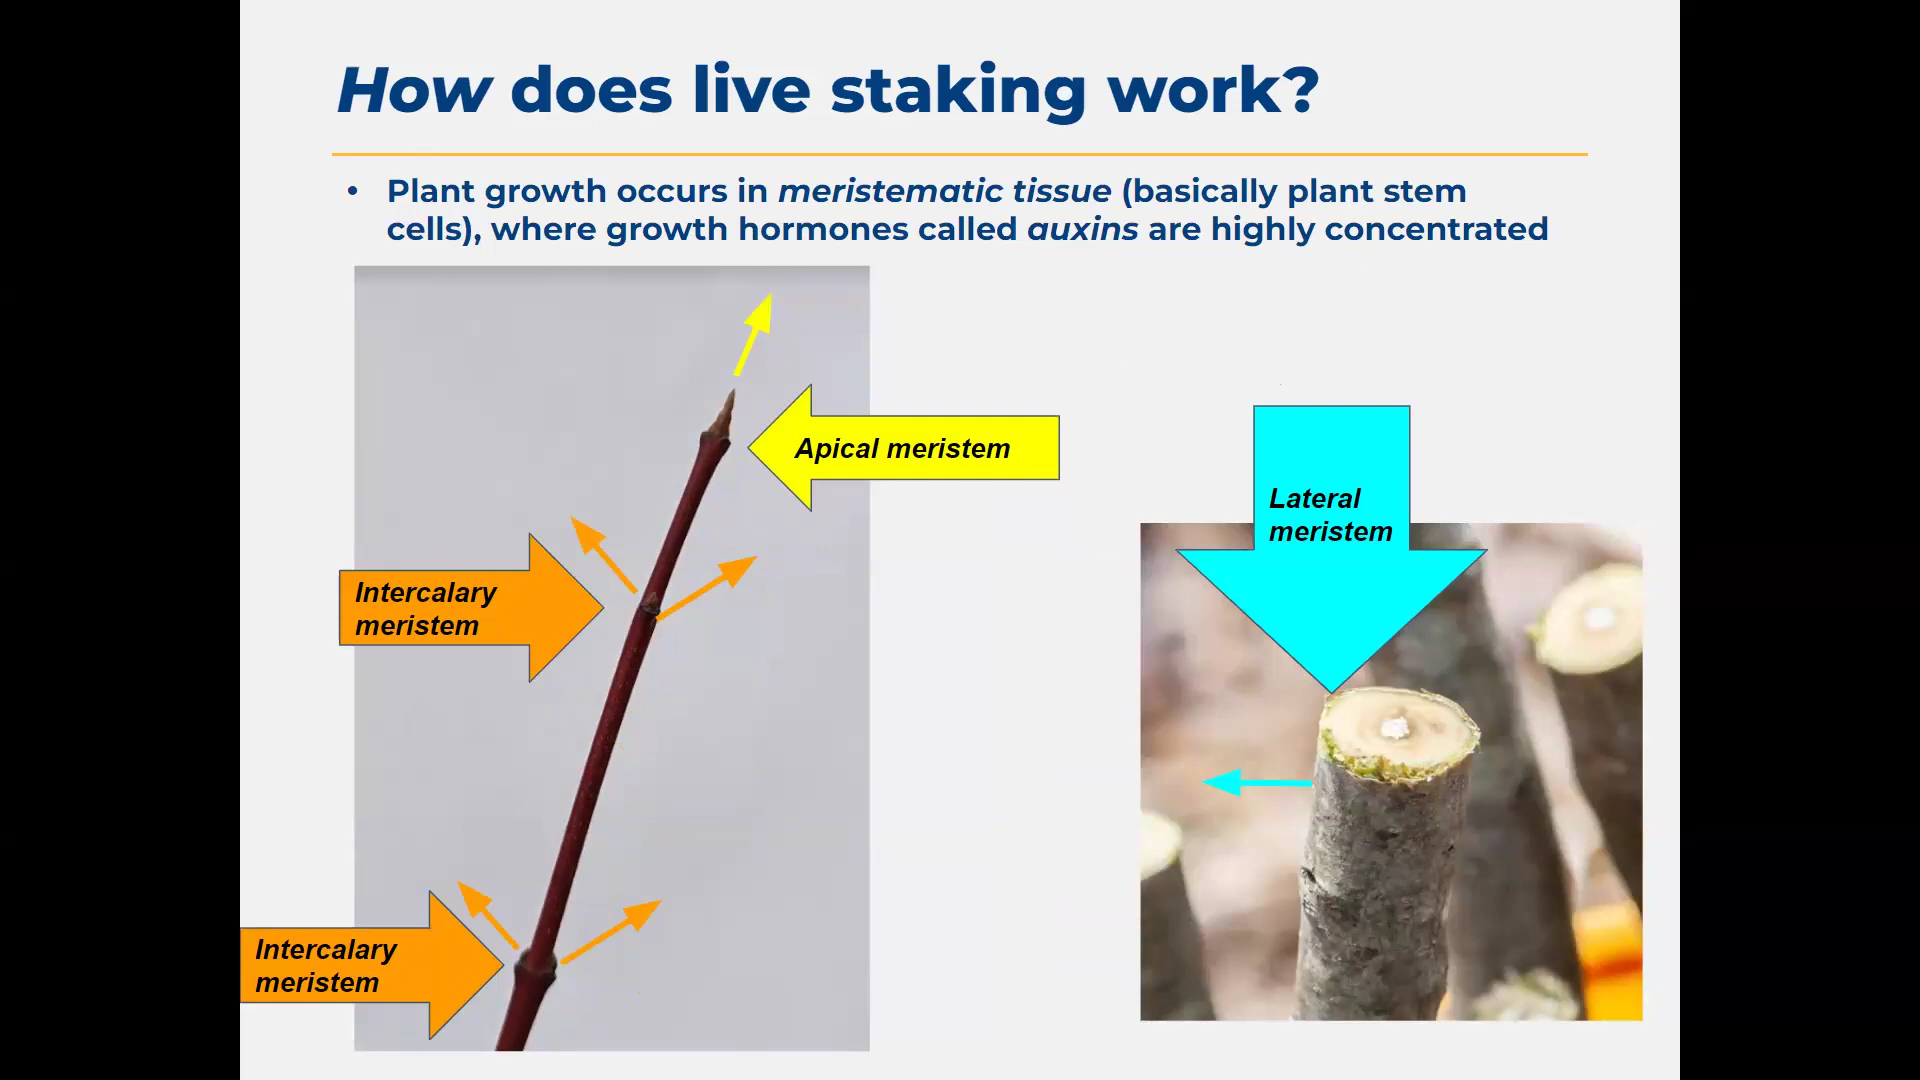 How does live staking work?
• Plant growth occurs in meristematic tissue (basically plant stem
cells), where growth hormones called auxins are highly concentrated
Apical meristem
Lateral
meristem
Intercalary
meristem
Intercalary
meristem